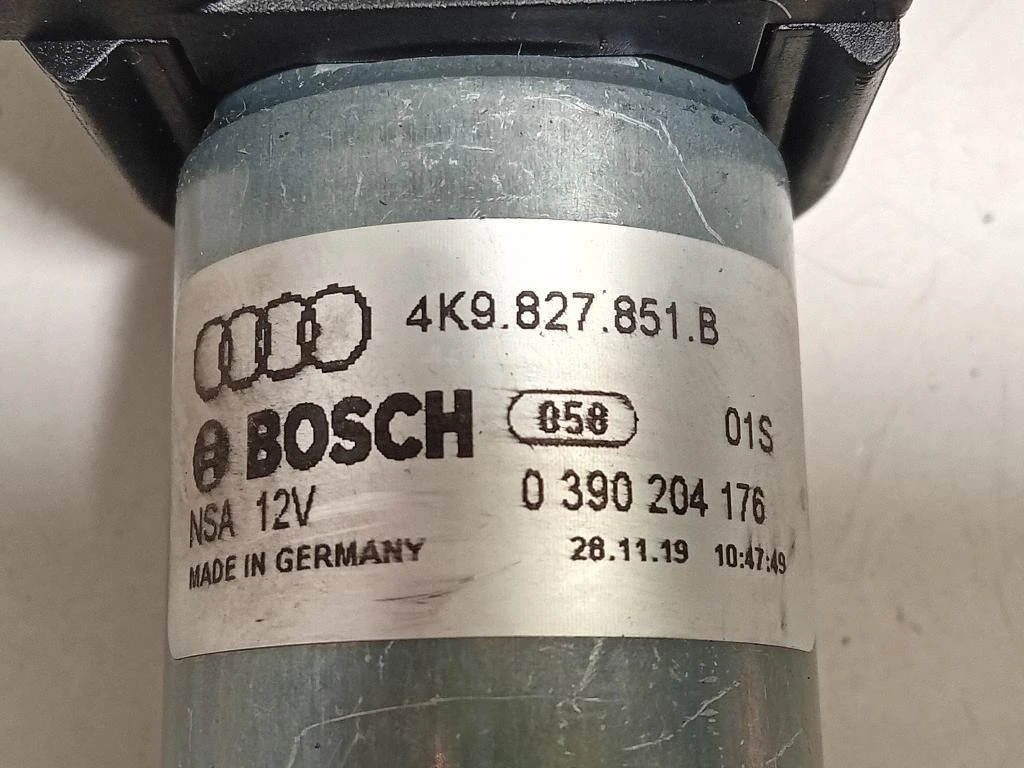 4K9.827.851.B
BOSCH 058 01S
NSA 12V 0 390 204 176
MADE IN GERMANY 28.11.19 10:47:49